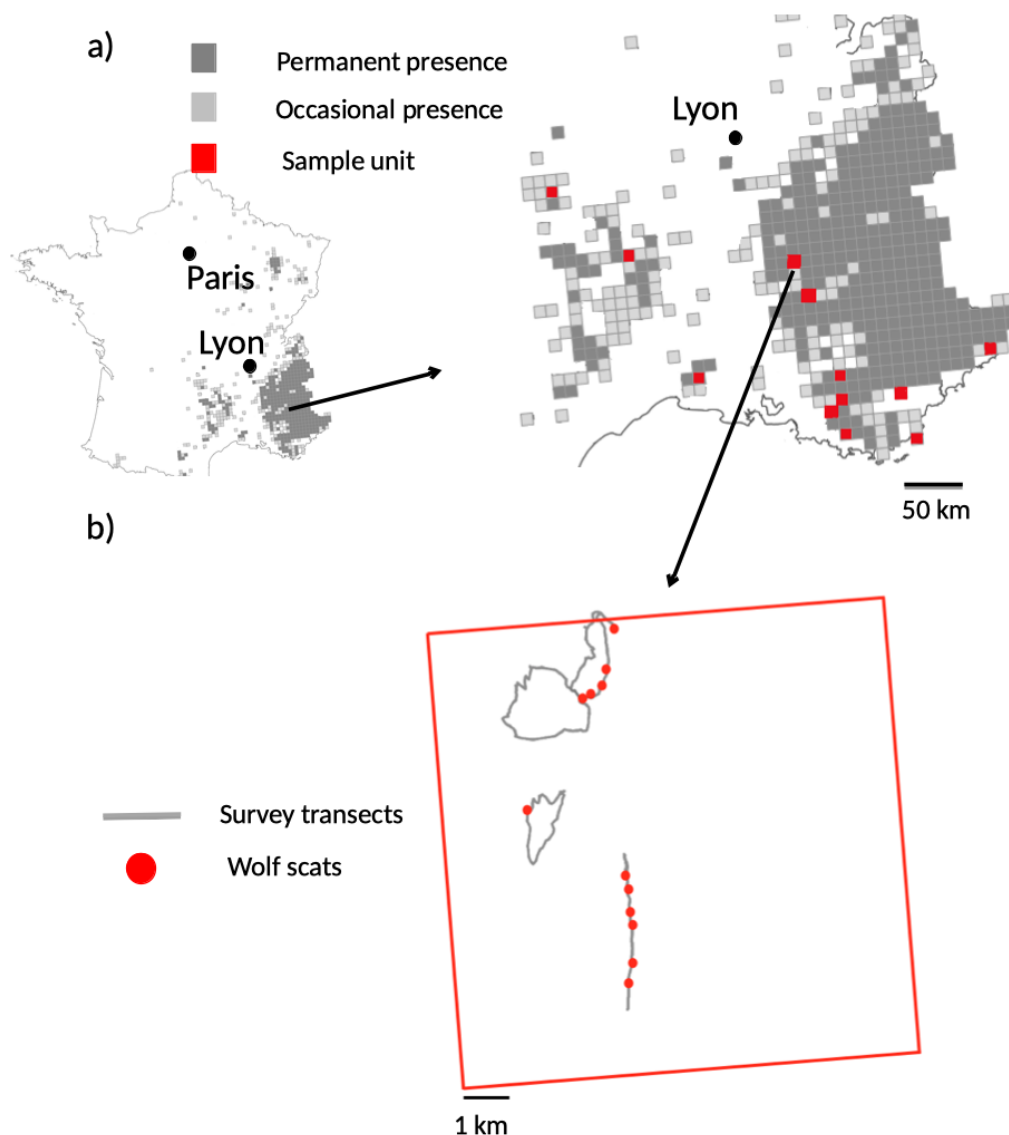 a)
Permanent presence
Occasional presence
Sample unit
Paris
Lyon
Lyon
50 km
b)
Survey transects
Wolf scats
1 km